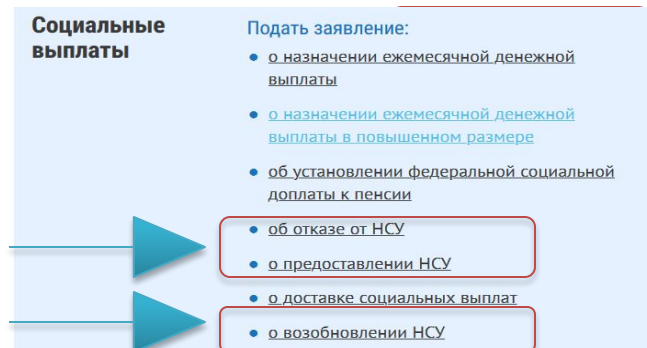 Социальные
выплаты
Подать заявление:
о назначении ежемесячной денежной
выплаты
о назначении ежемесячной денежной
выплаты в повышенном размере
об установлении федеральной социальной
доплаты к пенсии
об отказе от НСУ
о предоставлении НСУ
о доставке социальных выплат
о возобновлении НСУ